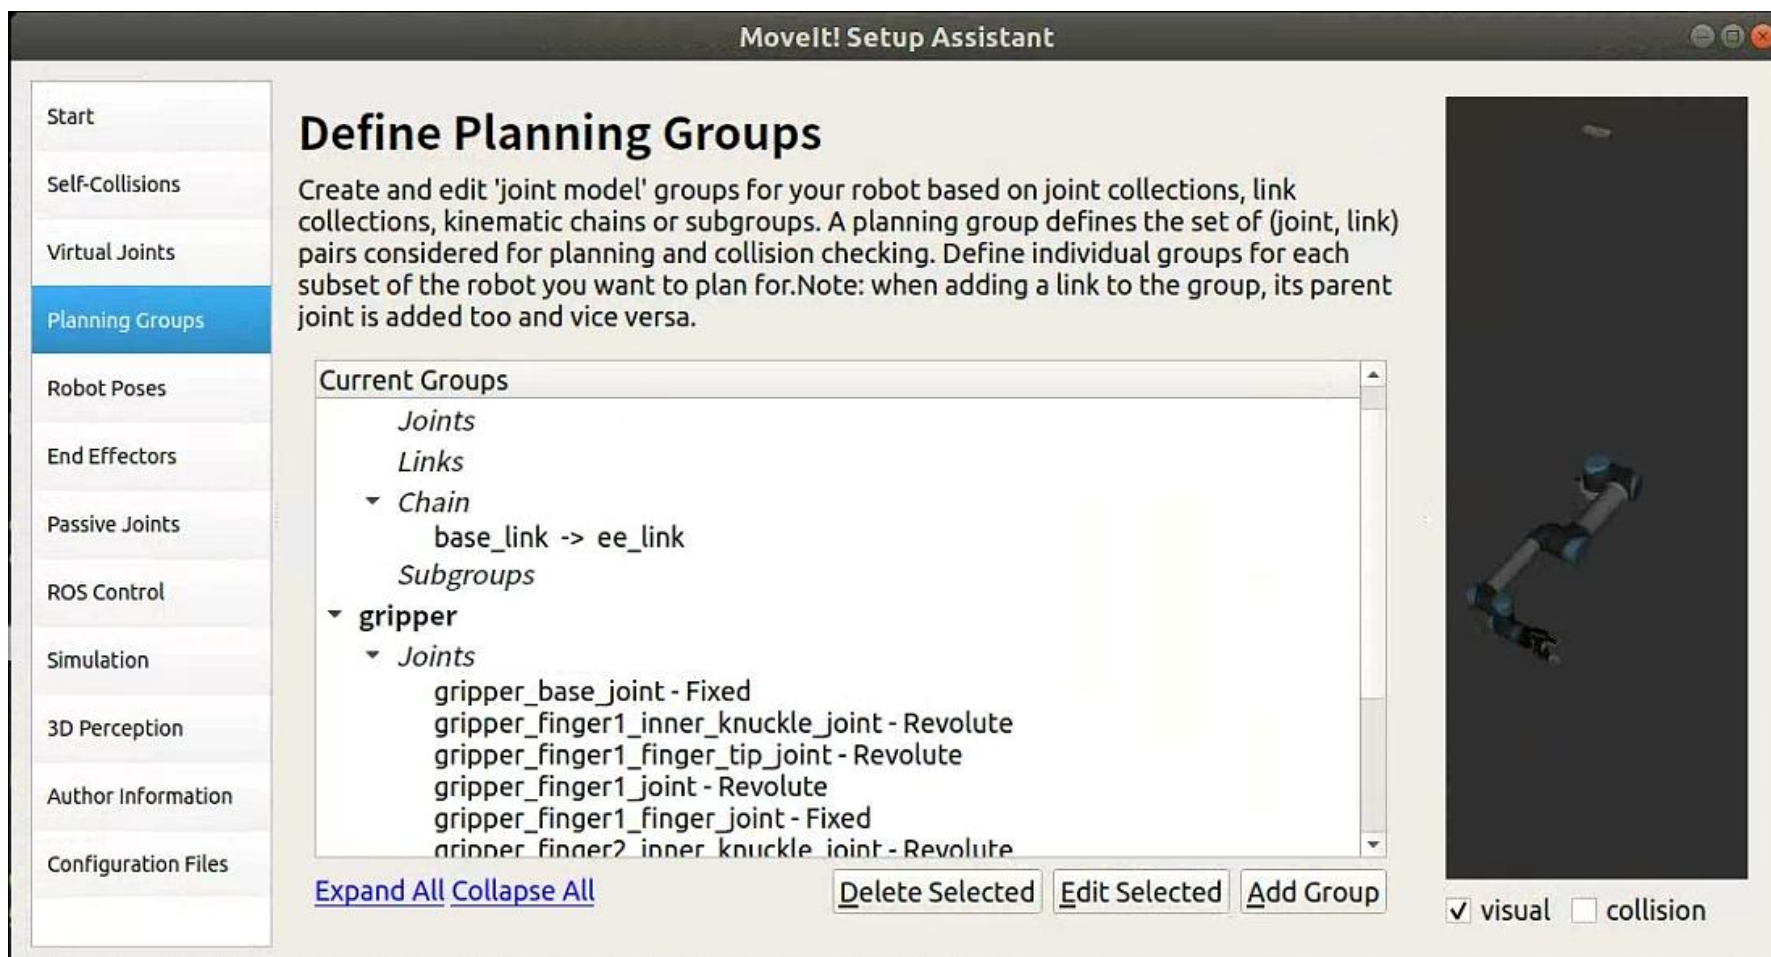 MoveIt! Setup Assistant
Start
Self-Collisions
Virtual Joints
Planning Groups
Robot Poses
End Effectors
Passive Joints
ROS Control
Simulation
3D Perception
Author Information
Configuration Files
Define Planning Groups
Create and edit 'joint model' groups for your robot based on joint collections, link
collections, kinematic chains or subgroups. A planning group defines the set of (joint, link)
pairs considered for planning and collision checking. Define individual groups for each
subset of the robot you want to plan for.Note: when adding a link to the group, its parent
joint is added too and vice versa.
Current Groups
Joints
Links
Chain
base_link -> ee_link
Subgroups
gripper
Joints
gripper_base_joint - Fixed
gripper_finger1_inner_knuckle_joint - Revolute
gripper_finger1_finger_tip_joint - Revolute
gripper_finger1_joint - Revolute
gripper_finger1_finger_joint - Fixed
gripper_finger2_inner_knuckle_joint - Revolute
Expand All Collapse All
Delete Selected
Edit Selected
Add Group
visual
collision